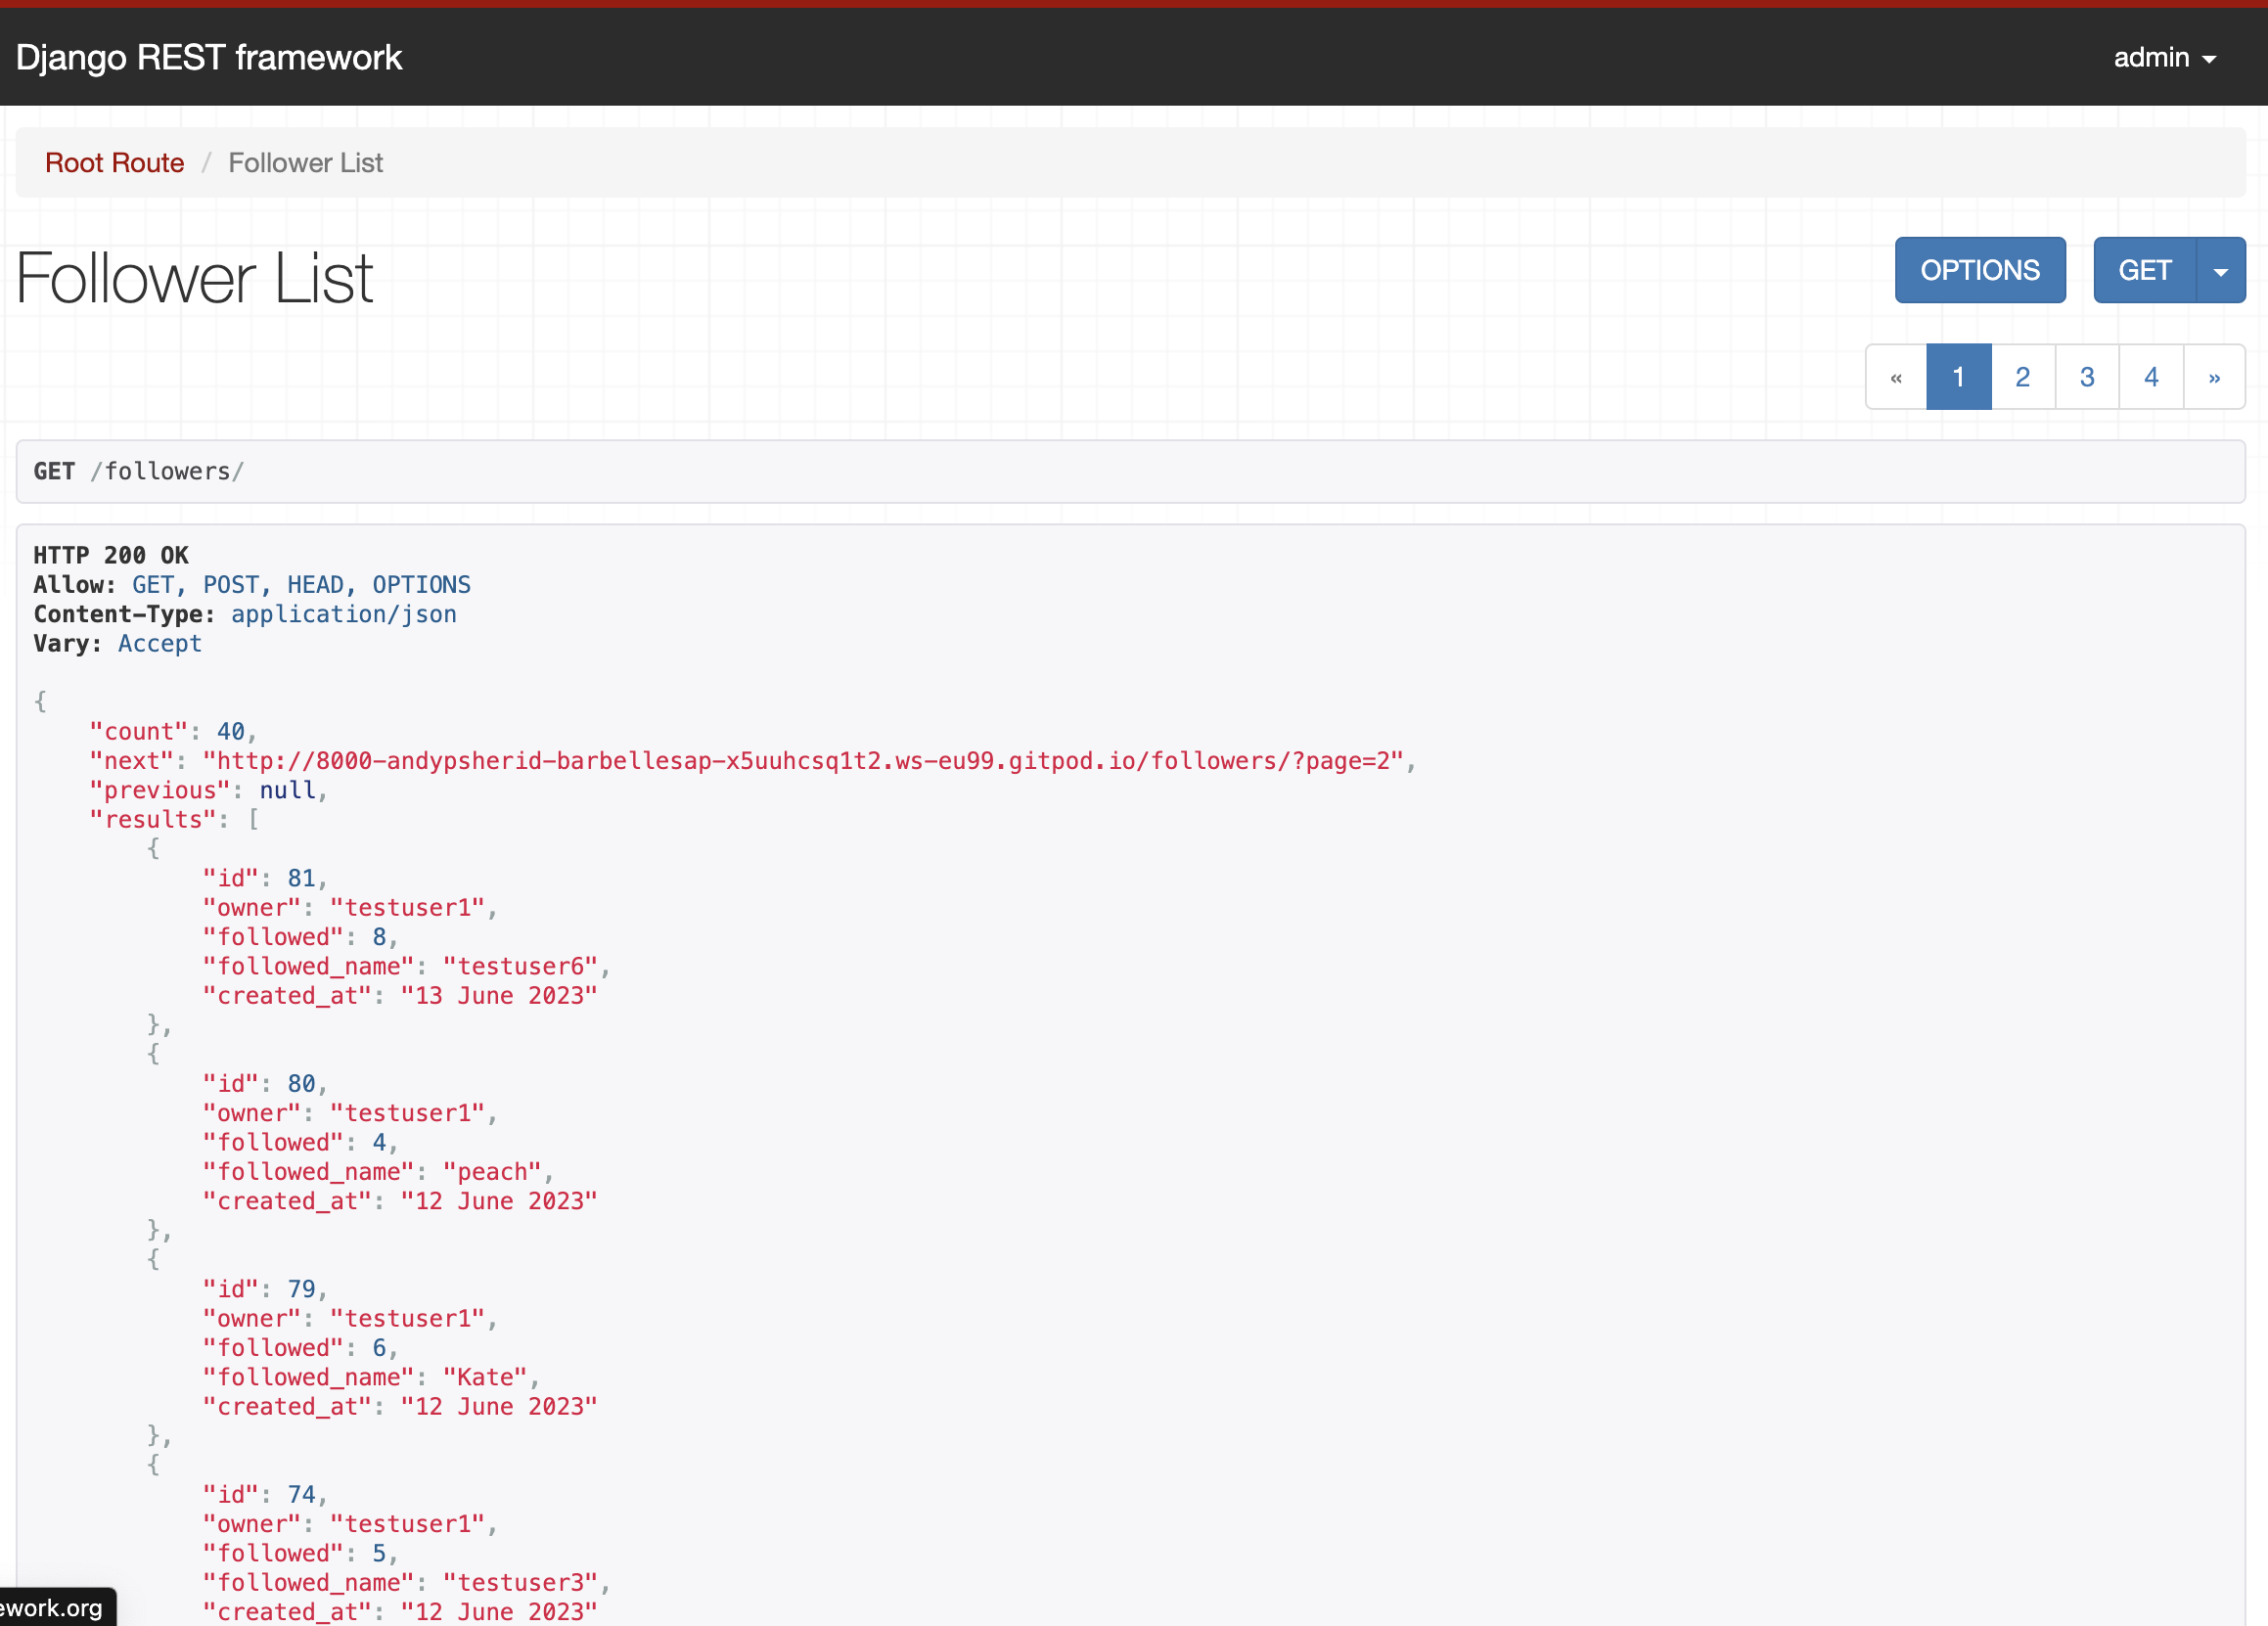 Django REST framework
admin
Root Route / Follower List
Follower List
OPTIONS
GET
« 1 2 3 4 »
GET /followers/
HTTP 200 OK
Allow: GET, POST, HEAD, OPTIONS
Content-Type: application/json
Vary: Accept
{
    "count": 40,
    "next": "http://8000-andypsherid-barbellesap-x5uuhcsq1t2.ws-eu99.gitpod.io/followers/?page=2",
    "previous": null,
    "results": [
        {
            "id": 81,
            "owner": "testuser1",
            "followed": 8,
            "followed_name": "testuser6",
            "created_at": "13 June 2023"
        },
        {
            "id": 80,
            "owner": "testuser1",
            "followed": 4,
            "followed_name": "peach",
            "created_at": "12 June 2023"
        },
        {
            "id": 79,
            "owner": "testuser1",
            "followed": 6,
            "followed_name": "Kate",
            "created_at": "12 June 2023"
        },
        {
            "id": 74,
            "owner": "testuser1",
            "followed": 5,
            "followed_name": "testuser3",
            "created_at": "12 June 2023"
ework.org